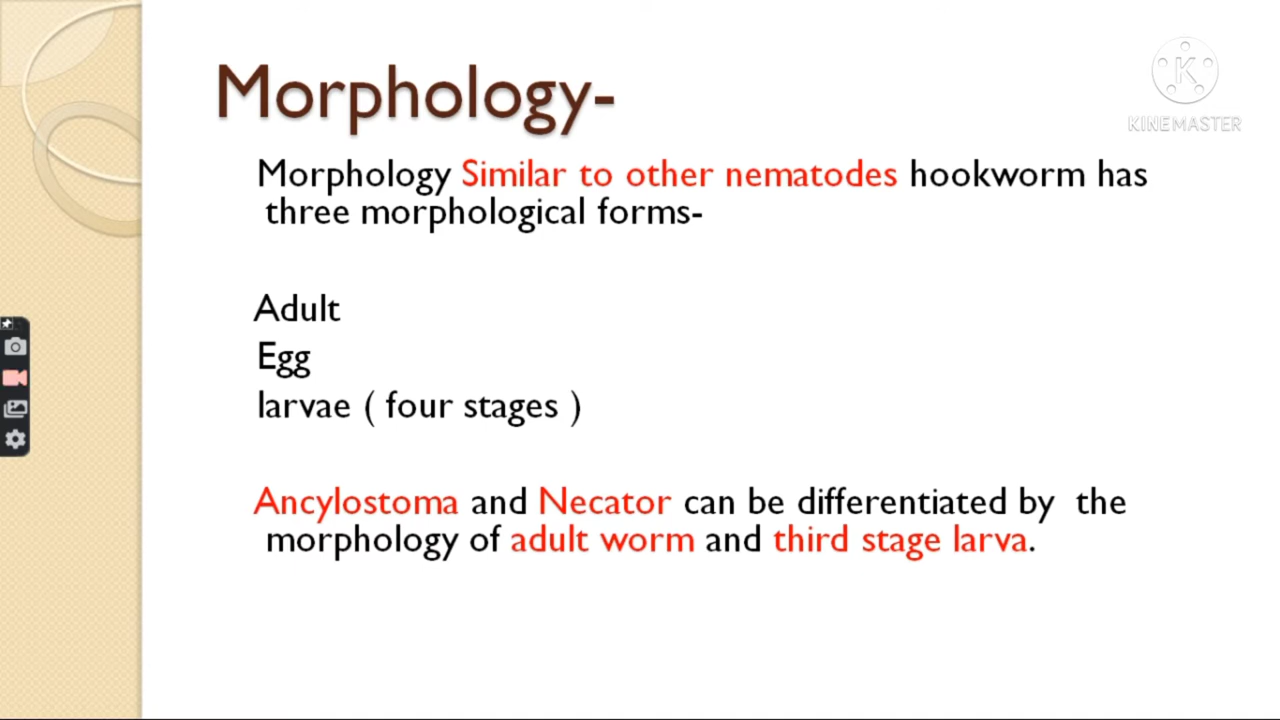 Morphology-
KINEMASTER
Morphology Similar to other nematodes hookworm has
three morphological forms-
Adult
Egg
larvae ( four stages )
Ancylostoma and Necator can be differentiated by the
morphology of adult worm and third stage larva.